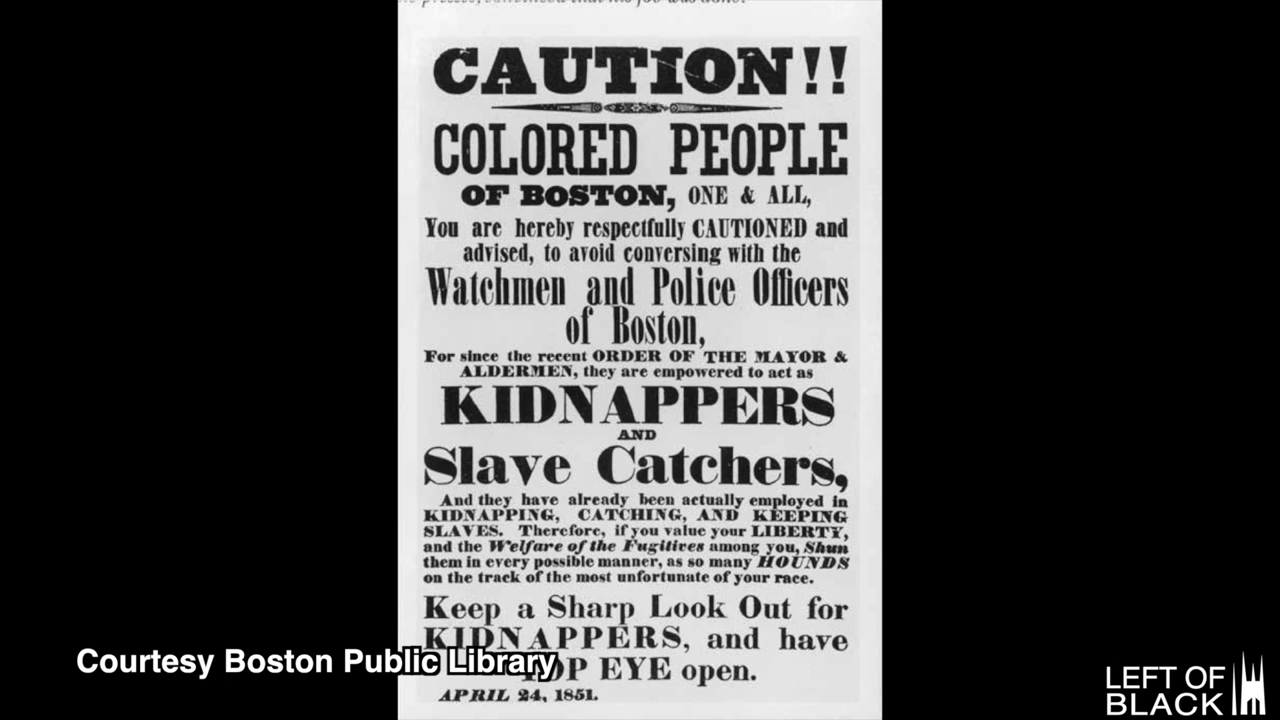 CAUTION!!
COLORED PEOPLE
OF BOSTON, ONE & ALL,
You are hereby respectfully CAUTIONED and
advised, to avoid conversing with the
Watchmen and Police Officers
of Boston,
For since the recent ORDER OF THE MAYOR &
ALDERMEN, they are empowered to act as
KIDNAPPERS
AND
Slave Catchers,
And they have already been actually employed in
KIDNAPPING, CATCHING, AND KEEPING
SLAVES. Therefore, if you value your LIBERTY,
and the Welfare of the Fugitives among you, Shun
them in every possible manner, as so many HOUNDS
on the track of the most unfortunate of your race.
Keep a Sharp Look Out for
KIDNAPPERS, and have
TOP EYE open.
APRIL 24, 1851.
Courtesy Boston Public Library
LEFT OF
BLACK